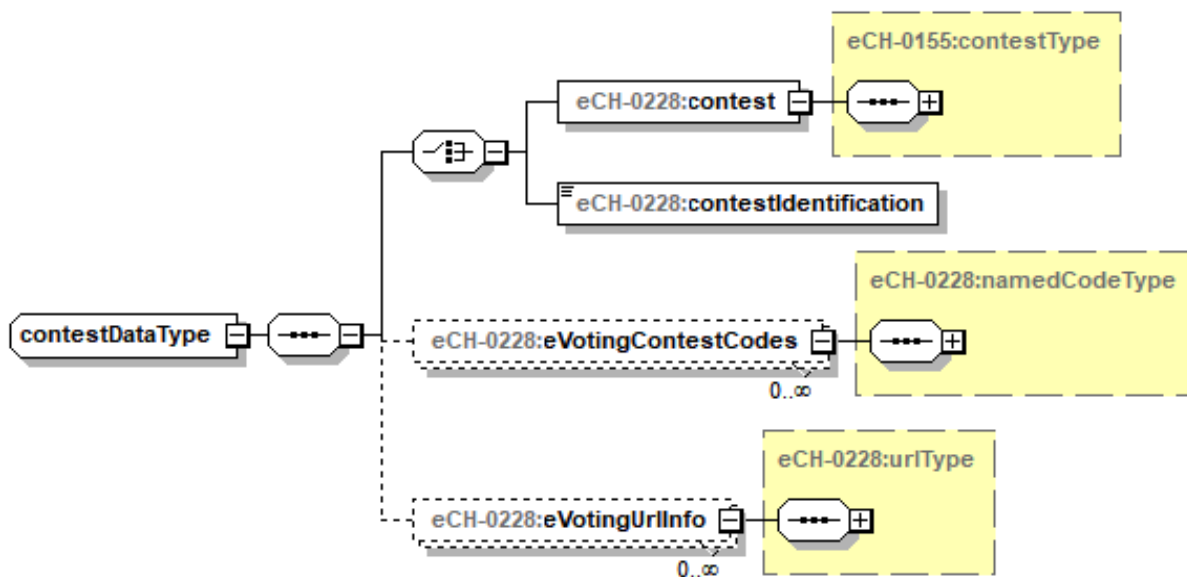 eCH-0155:contestType
eCH-0228:contest
eCH-0228:contestIdentification
eCH-0228:namedCodeType
contestDataType
eCH-0228:eVotingContestCodes
0..∞
eCH-0228:urlType
eCH-0228:eVotingUrlInfo
0..∞